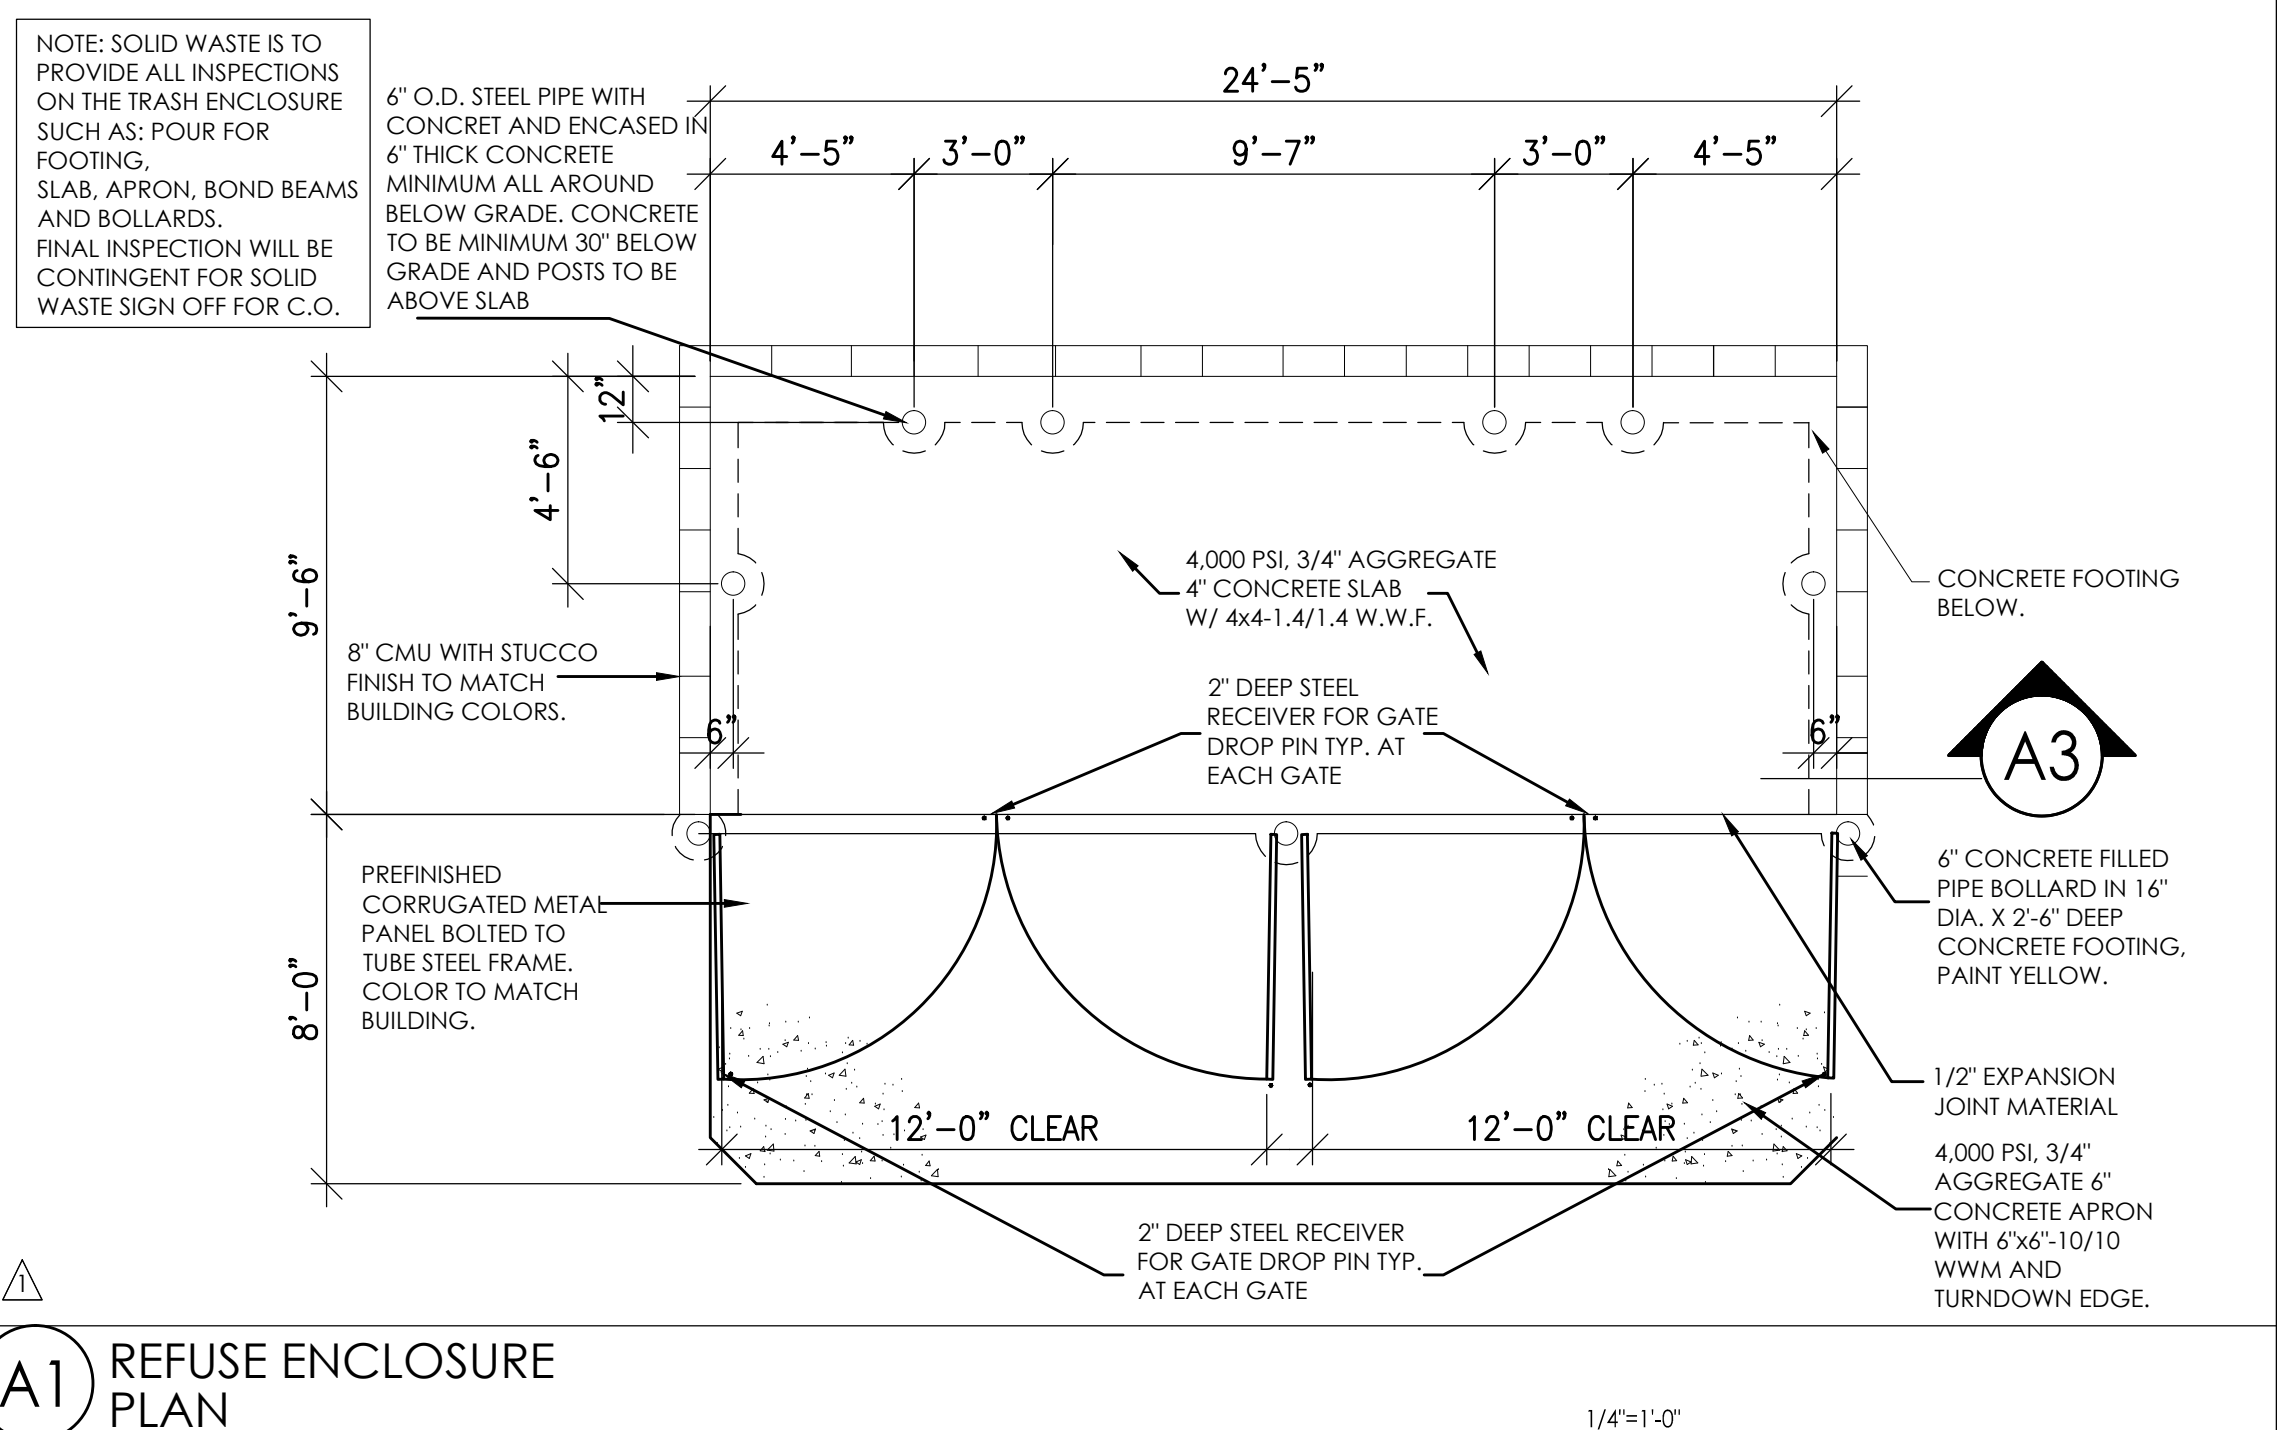 NOTE: SOLID WASTE IS TO
PROVIDE ALL INSPECTIONS
ON THE TRASH ENCLOSURE
SUCH AS: POUR FOR
FOOTING,
SLAB, APRON, BOND BEAMS
AND BOLLARDS.
FINAL INSPECTION WILL BE
CONTINGENT FOR SOLID
WASTE SIGN OFF FOR C.O.
6" O.D. STEEL PIPE WITH
CONCRET AND ENCASED IN
6" THICK CONCRETE
MINIMUM ALL AROUND
BELOW GRADE. CONCRETE
TO BE MINIMUM 30" BELOW
GRADE AND POSTS TO BE
ABOVE SLAB
24'-5"
4'-5"
3'-0"
9'-7"
3'-0"
4'-5"
12"
4'-6"
9'-6"
8'-0"
8" CMU WITH STUCCO
FINISH TO MATCH
BUILDING COLORS.
6"
4,000 PSI, 3/4" AGGREGATE
4" CONCRETE SLAB
W/ 4x4-1.4/1.4 W.W.F.
2" DEEP STEEL
RECEIVER FOR GATE
DROP PIN TYP. AT
EACH GATE
6"
CONCRETE FOOTING
BELOW.
A3
PREFINISHED
CORRUGATED METAL
PANEL BOLTED TO
TUBE STEEL FRAME.
COLOR TO MATCH
BUILDING.
6" CONCRETE FILLED
PIPE BOLLARD IN 16"
DIA. X 2'-6" DEEP
CONCRETE FOOTING,
PAINT YELLOW.
1/2" EXPANSION
JOINT MATERIAL
12'-0" CLEAR
12'-0" CLEAR
4,000 PSI, 3/4"
AGGREGATE 6"
CONCRETE APRON
WITH 6"x6"-10/10
WWM AND
TURNDOWN EDGE.
2" DEEP STEEL RECEIVER
FOR GATE DROP PIN TYP.
AT EACH GATE
1
A1
REFUSE ENCLOSURE
PLAN
1/4"=1'-0"